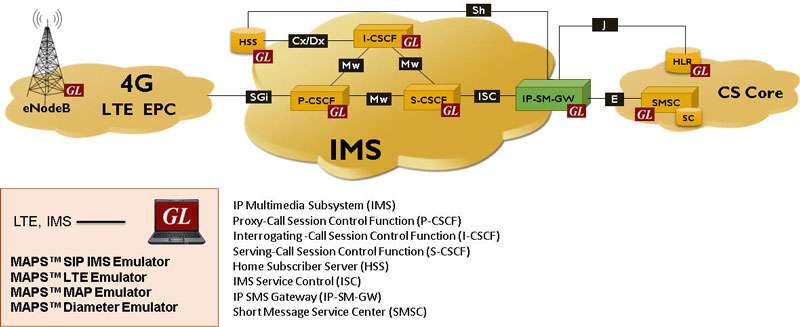 Sh
J
HSS
GL
Cx/Dx
I-CSCF
GL
HLR
GL
GL
eNodeB
4G
LTE EPC
Mw
Mw
SGi
P-CSCF
GL
Mw
S-CSCF
GL
ISC
IP-SM-GW
GL
E
SMSC
GL
SC
CS Core
IMS
LTE, IMS
GL
MAPS™ SIP IMS Emulator
MAPS™ LTE Emulator
MAPS™ MAP Emulator
MAPS™ Diameter Emulator
IP Multimedia Subsystem (IMS)
Proxy-Call Session Control Function (P-CSCF)
Interrogating -Call Session Control Function (I-CSCF)
Serving-Call Session Control Function (S-CSCF)
Home Subscriber Server (HSS)
IMS Service Control (ISC)
IP SMS Gateway (IP-SM-GW)
Short Message Service Center (SMSC)